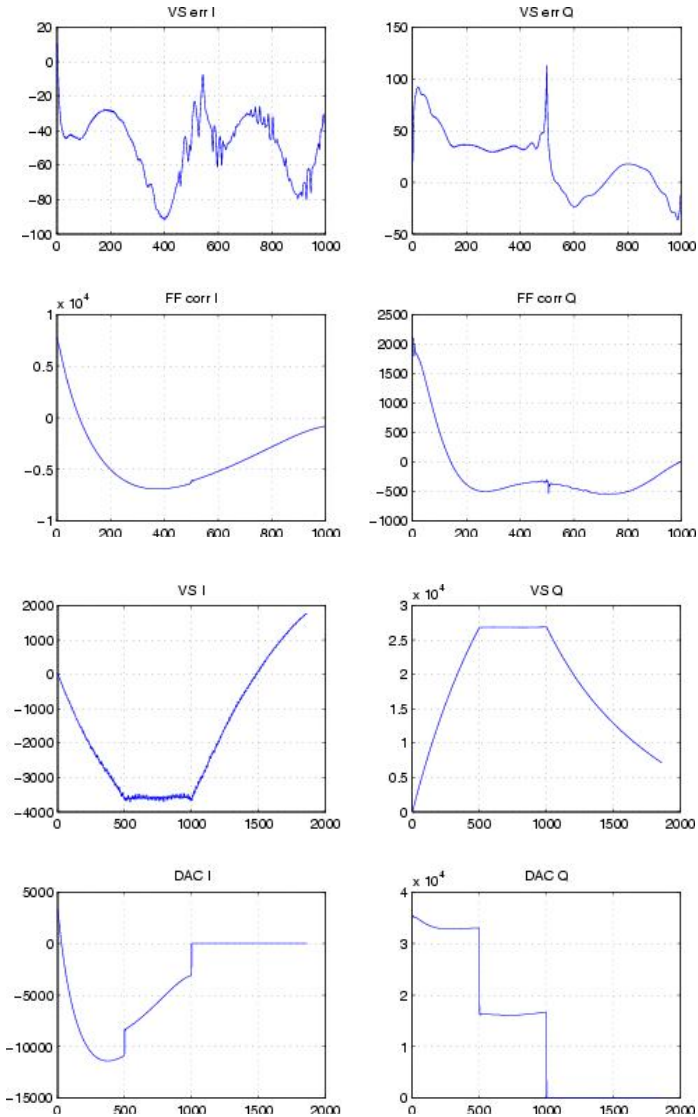 VS err I
VS err Q
20
0
−20
−40
−60
−80
−100
0 200 400 600 800 1000
150
100
50
0
−50
0 200 400 600 800 1000
FF corr I
x 10^4
1
0.5
0
−0.5
−1
0 200 400 600 800 1000
FF corr Q
2500
2000
1500
1000
500
0
−500
−1000
0 200 400 600 800 1000
VS I
2000
1000
0
−1000
−2000
−3000
−4000
0 500 1000 1500 2000
VS Q
x 10^4
3
2.5
2
1.5
1
0.5
0
0 500 1000 1500 2000
DAC I
5000
0
−5000
−10000
−15000
0 500 1000 1500 2000
DAC Q
x 10^4
4
3
2
1
0
0 500 1000 1500 2000